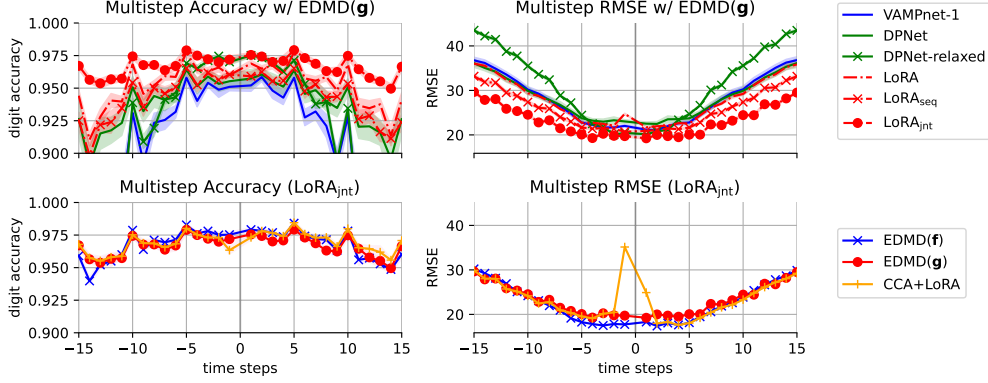 Multistep Accuracy w/ EDMD(g)
digit accuracy
1.000
0.975
0.950
0.925
0.900
Multistep RMSE w/ EDMD(g)
RMSE
40
30
20
VAMPnet-1
DPNet
DPNet-relaxed
LoRA
LoRAseq
LoRAjnt
Multistep Accuracy (LoRAjnt)
digit accuracy
1.000
0.975
0.950
0.925
0.900
−15 −10 −5 0 5 10 15
time steps
Multistep RMSE (LoRAjnt)
RMSE
40
30
20
−15 −10 −5 0 5 10 15
time steps
EDMD(f)
EDMD(g)
CCA+LoRA